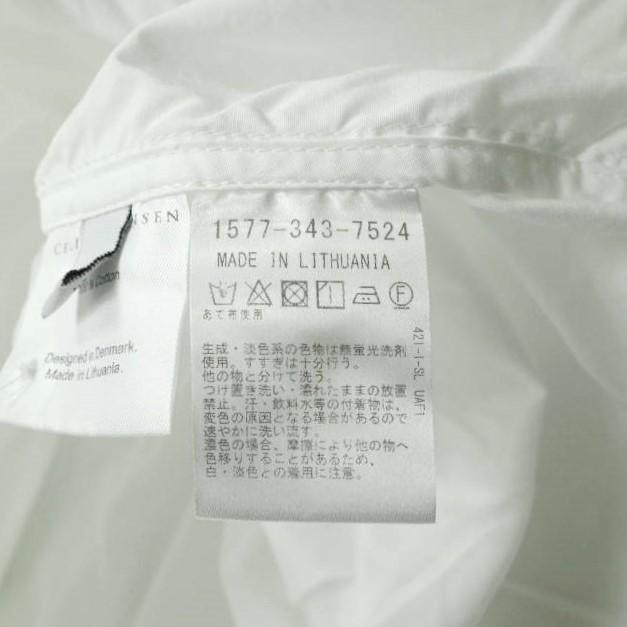 NSEN
Cotton
Designed in Denmark.
Made in Lithuania.
1577-343-7524
MADE IN LITHUANIA
あて布使用
生成・淡色系の色物は無蛍光洗剤
使用。すすぎは十分行う。
他の物と分けて洗う。
つけ置き洗い・濡れたままの放置
禁止。汗・飲料水等の付着物は、
変色の原因となる場合があるので
速やかに洗い流す。
濃色の場合、摩擦により他の物へ
色移りすることがあるため、
白・淡色との着用に注意。
421-1-SL UAF1